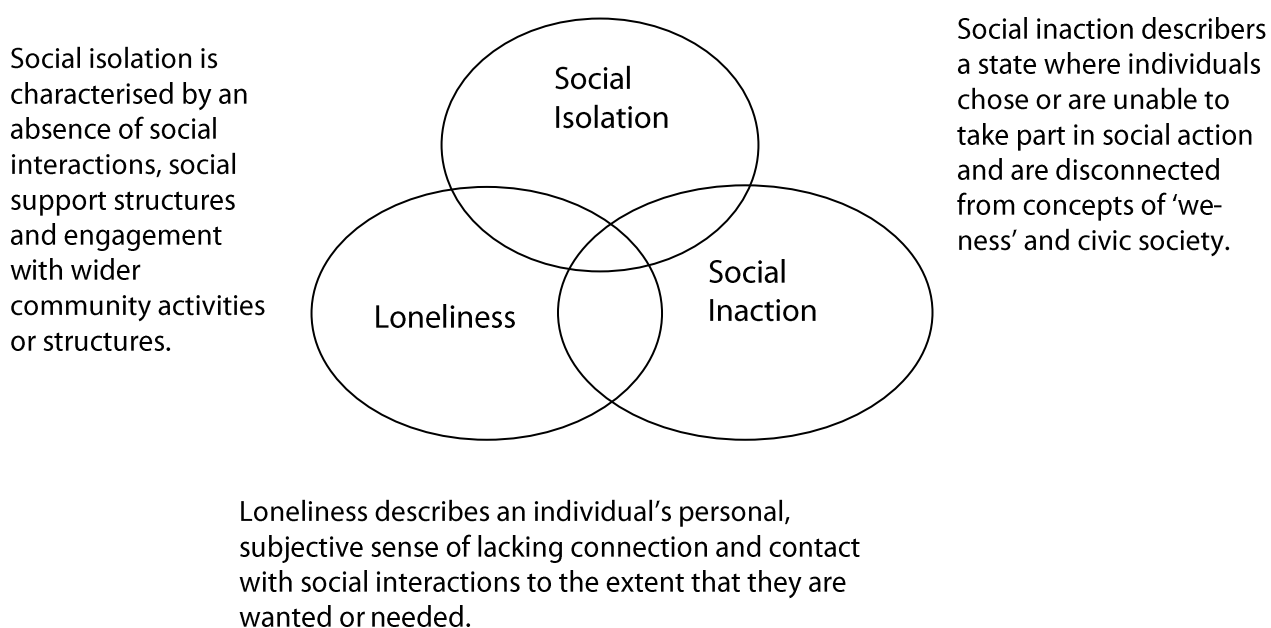 Social isolation is
characterised by an
absence of social
interactions, social
support structures
and engagement
with wider
community activities
or structures.
Social
Isolation
Loneliness
Social
Inaction
Social inaction describers
a state where individuals
chose or are unable to
take part in social action
and are disconnected
from concepts of ‘we-
ness’ and civic society.
Loneliness describes an individual’s personal,
subjective sense of lacking connection and contact
with social interactions to the extent that they are
wanted or needed.